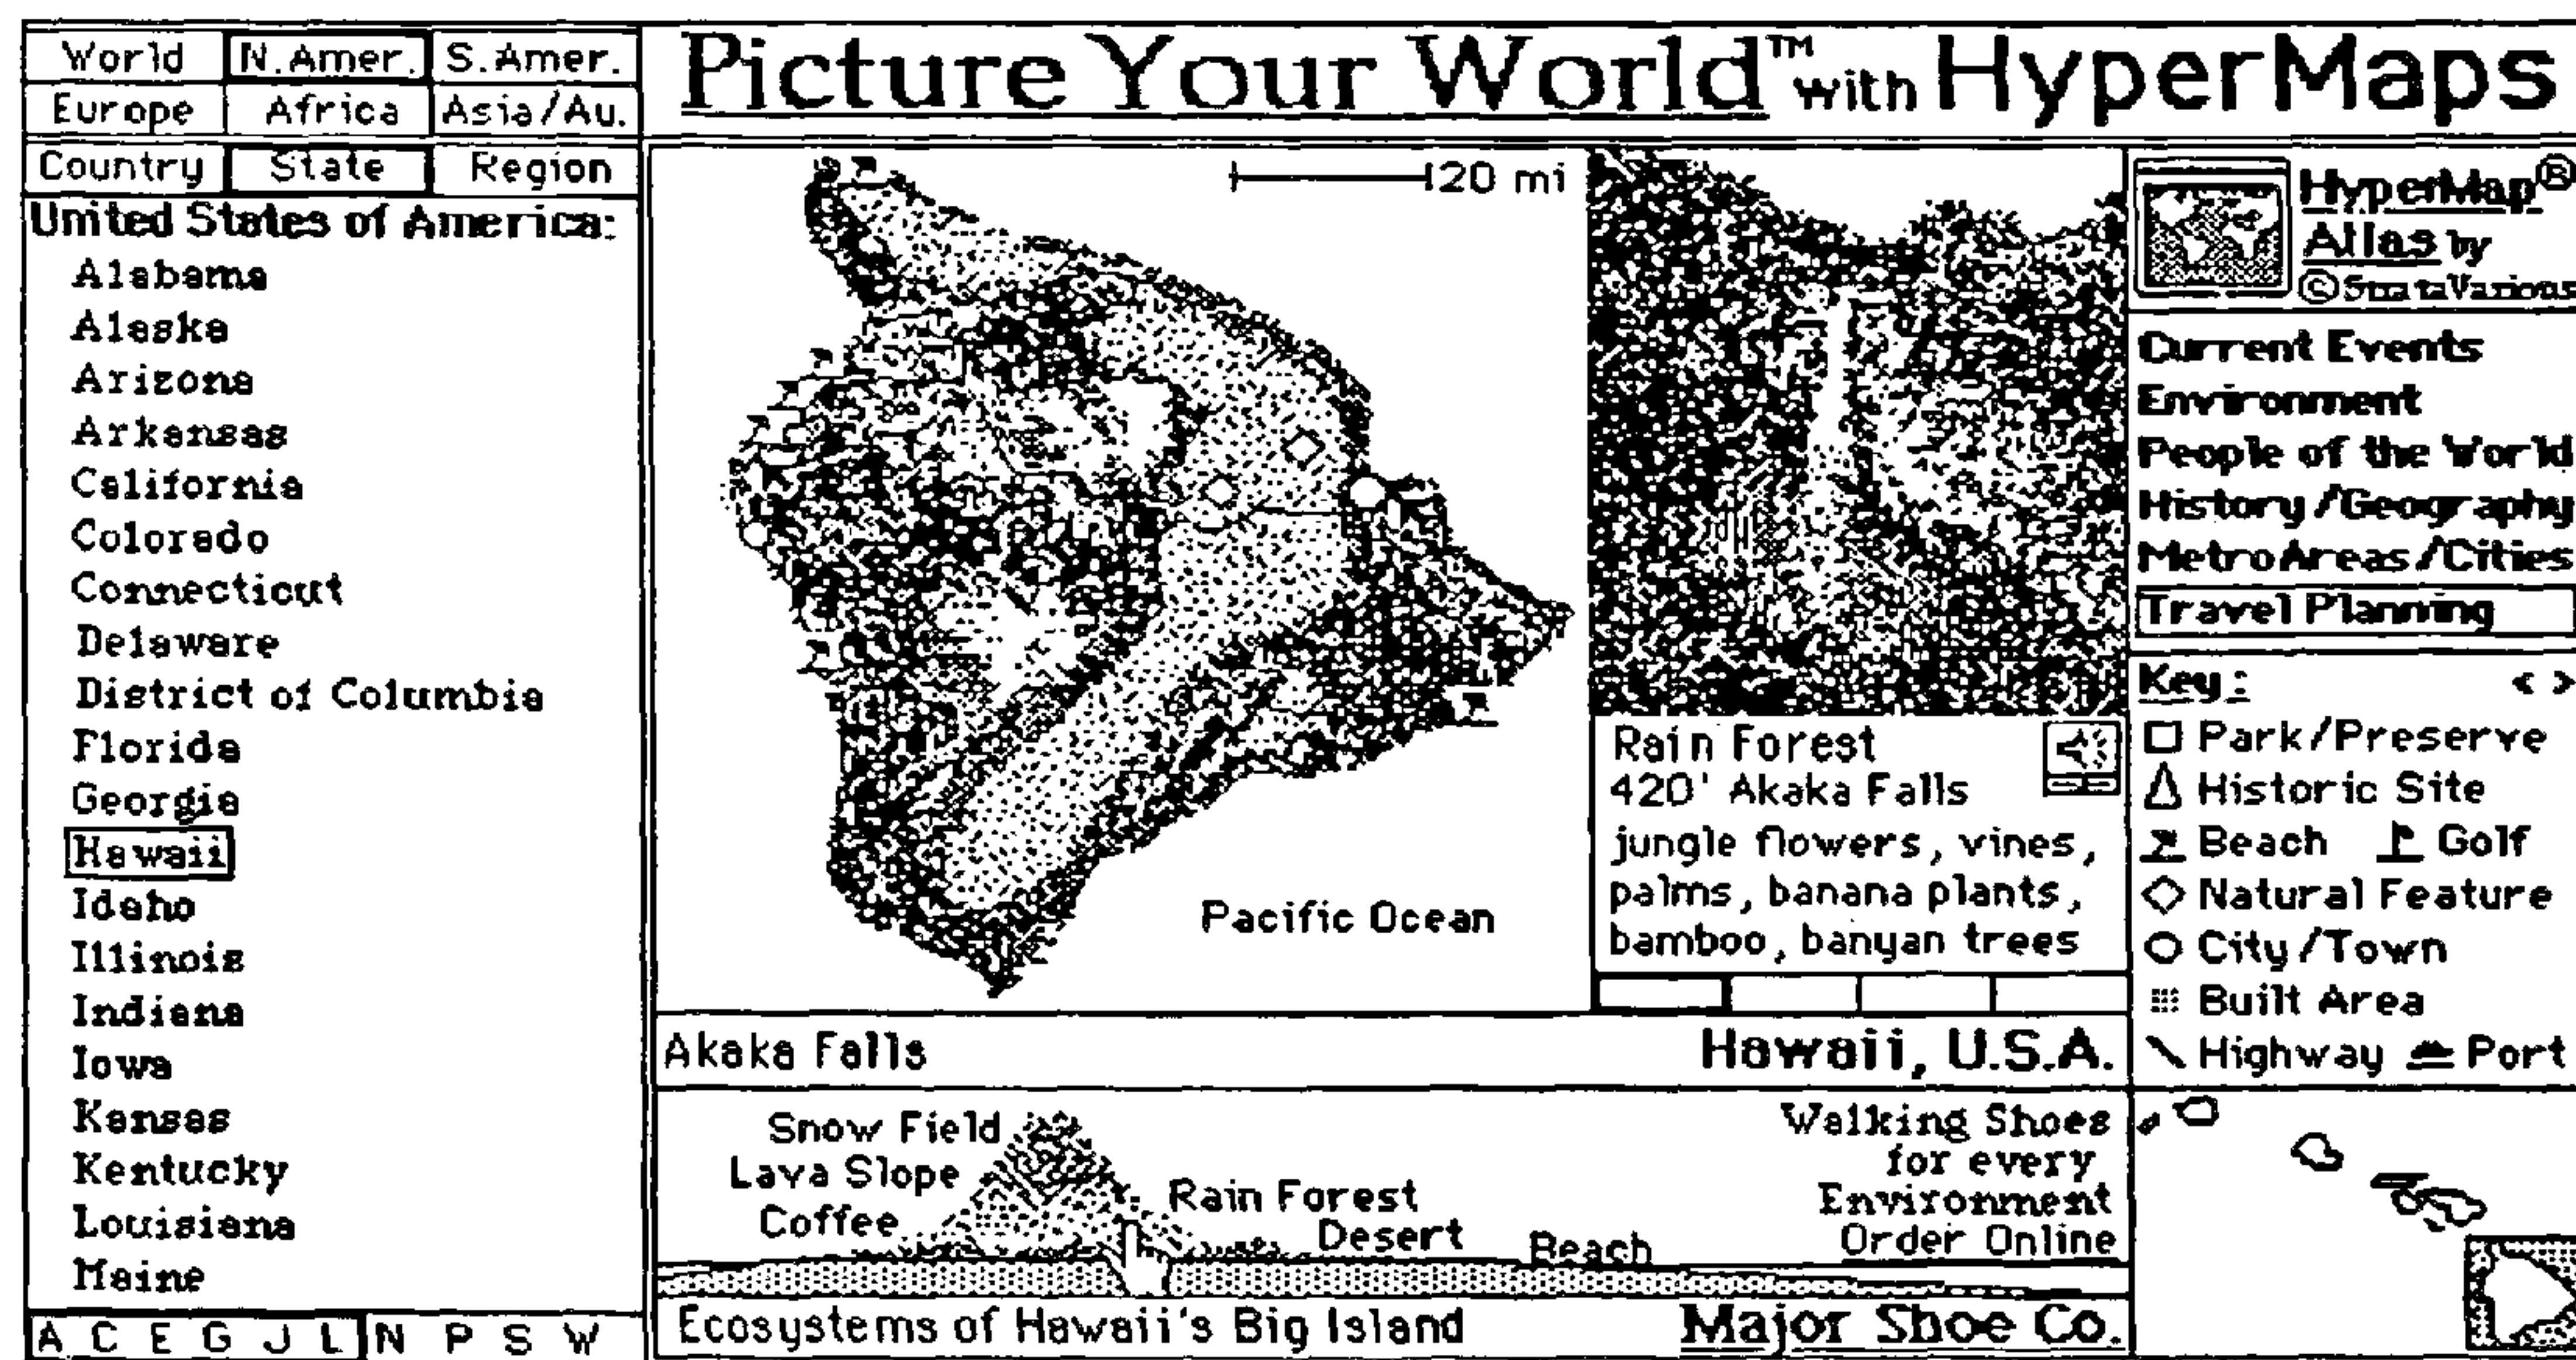 World N.Amer. S.Amer.
Europe Africa Asia/Au.
Country State Region
United States of America:
Alabama
Alaska
Arizona
Arkansas
California
Colorado
Connecticut
Delaware
District of Columbia
Florida
Georgia
Hawaii
Idaho
Illinois
Indiana
Iowa
Kansas
Kentucky
Louisiana
Maine
A C E G J L N P S W
Picture Your World™ with HyperMaps
20 mi
Pacific Ocean
Rain Forest
420' Akaka Falls
jungle flowers, vines,
palms, banana plants,
bamboo, banyan trees
Akaka Falls Hawaii, U.S.A.
Snow Field
Lava Slope
Coffee
Rain Forest
Desert
Beach
Walking Shoes
for every
Environment
Order Online
Ecosystems of Hawaii's Big Island
Major Shoe Co.
HyperMap®
Atlas by
©StrataVarious
Current Events
Environment
People of the World
History/Geography
MetroAreas/Cities
Travel Planning
Key: < >
Park/Preserve
Historic Site
Beach Golf
Natural Feature
City/Town
Built Area
Highway Port